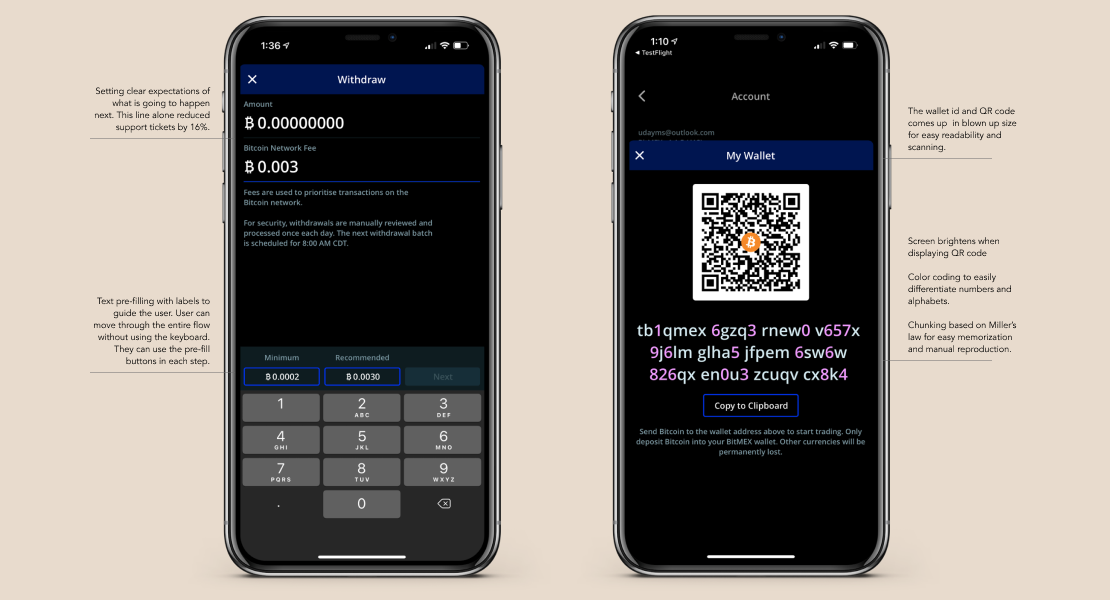 Setting clear expectations of
what is going to happen
next. This line alone reduced
support tickets by 16%.
Text pre-filling with labels to
guide the user. User can
move through the entire flow
without using the keyboard.
They can use the pre-fill
buttons in each step.
1:36
Withdraw
Amount
₿ 0.00000000
Bitcoin Network Fee
₿ 0.003
Fees are used to prioritise transactions on the
Bitcoin network.
For security, withdrawals are manually reviewed and
processed once each day. The next withdrawal batch
is scheduled for 8:00 AM CDT.
Minimum Recommended
₿ 0.0002 ₿ 0.0030 Next
1 2 3
ABC DEF
4 5 6
GHI JKL MNO
7 8 9
PQRS TUV WXYZ
. 0
1:10
◀ TestFlight
Account
udayms@outlook.com
My Wallet
tb1qmex 6gzq3 rnew0 v657x
9j6lm glha5 jfpem 6sw6w
826qx en0u3 zcuqv cx8k4
Copy to Clipboard
Send Bitcoin to the wallet address above to start trading. Only
deposit Bitcoin into your BitMEX wallet. Other currencies will be
permanently lost.
The wallet id and QR code
comes up in blown up size
for easy readability and
scanning.
Screen brightens when
displaying QR code
Color coding to easily
differentiate numbers and
alphabets.
Chunking based on Miller's
law for easy memorization
and manual reproduction.